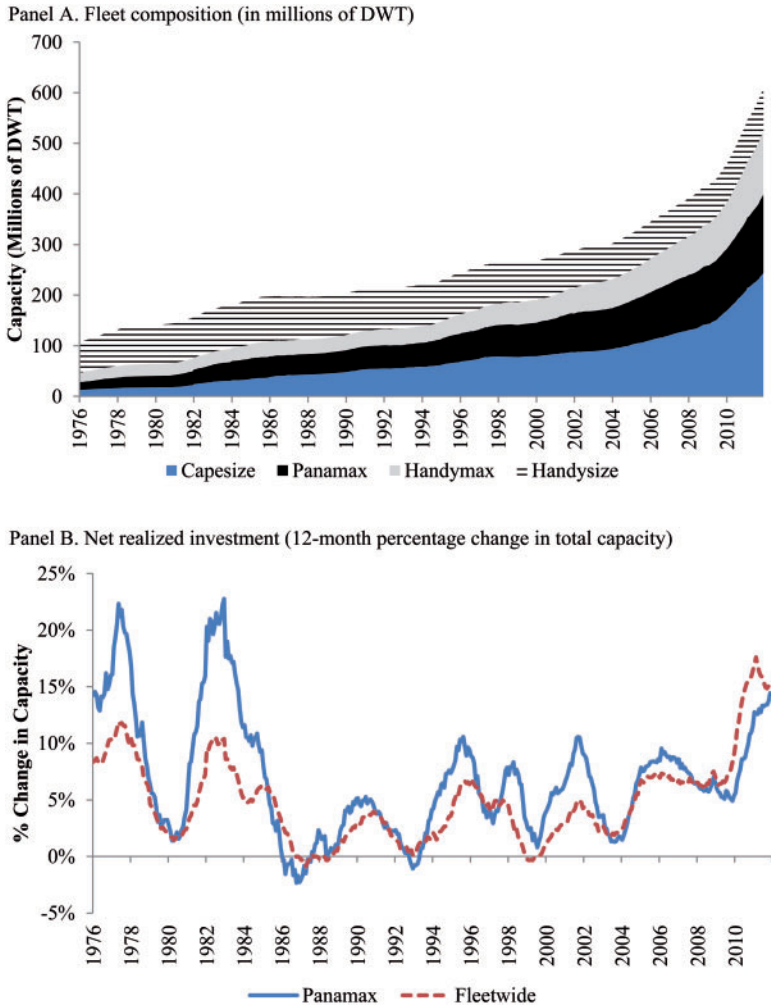 Panel A. Fleet composition (in millions of DWT)
700
600
500
400
300
200
100
0
Capacity (Millions of DWT)
1976 1978 1980 1982 1984 1986 1988 1990 1992 1994 1996 1998 2000 2002 2004 2006 2008 2010
Capesize Panamax Handymax Handysize
Panel B. Net realized investment (12-month percentage change in total capacity)
25%
20%
15%
10%
5%
0%
-5%
% Change in Capacity
1976 1978 1980 1982 1984 1986 1988 1990 1992 1994 1996 1998 2000 2002 2004 2006 2008 2010
Panamax Fleetwide